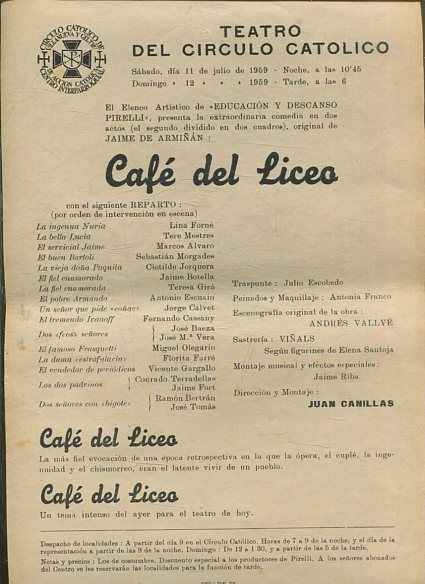 CIRCULO CATOLICO DE
VILLANUEVA Y GELTRU
DE ACCION CATOLICA
CENTRO INTERPARROQUIAL
TEATRO
DEL CIRCULO CATOLICO
Sábado, día 11 de julio de 1959 - Noche, a las 10'45
Domingo » 12 » » » 1959 - Tarde, a las 6
El Elenco Artístico de «EDUCACIÓN Y DESCANSO
PIRELLI», presenta la extraordinaria comedia en dos
actos (el segundo dividido en dos cuadros), original de
JAIME DE ARMIÑÁN :
Café del Liceo
con el siguiente REPARTO :
(por orden de intervención en escena)
La ingenua Nuria Lina Forné
La bella Lucía Tere Mestres
El servicial Jaime Marcos Alvaro
El buen Bartoli Sebastián Morgades
La vieja doña Paquita Clotilde Jorquera
El fiel enamorado Jaime Botella
La fiel enamorada Teresa Giró
El pobre Armando Antonio Escuain
Un señor que pide «coñac» Jorge Calvet
El tremendo Ivanoff Fernando Cassany
Dos «feos» señores José Baeza
José M.ª Vera
El famoso Frasquetti Miguel Olegario
La dama «estrafalaria» Florita Farré
El vendedor de periódicos Vicente Gargallo
Los dos padrinos Conrado Terradellas
Jaime Fort
Dos señores con «bigote» Ramón Bertrán
José Tomás
Traspunte : Julio Escobedo
Peinados y Maquillaje : Antonia Franco
Escenografía original de la obra :
ANDRÉS VALLVÉ
Sastrería : VIÑALS
Según figurines de Elena Santoja
Montaje musical y efectos especiales :
Jaime Riba
Dirección y Montaje :
JUAN CANILLAS
Café del Liceo
La más fiel evocación de una época retrospectiva en la que la ópera, el cuplé, la inge-
nuidad y el chismorreo, eran el latente vivir de un pueblo.
Café del Liceo
Un tema intenso del ayer para el teatro de hoy.
Despacho de localidades : A partir del día 9 en el Círculo Católico. Horas de 7 a 9 de la noche, y el día de la
representación a partir de las 9 de la noche, Domingo : De 12 a 1 30, y a partir de las 5 de la tarde.
Notas y precios : Los de costumbre. Descuento especial a los productores de Pirelli. A los señores abonados
del Centro se les reservarán las localidades para la función de tarde.